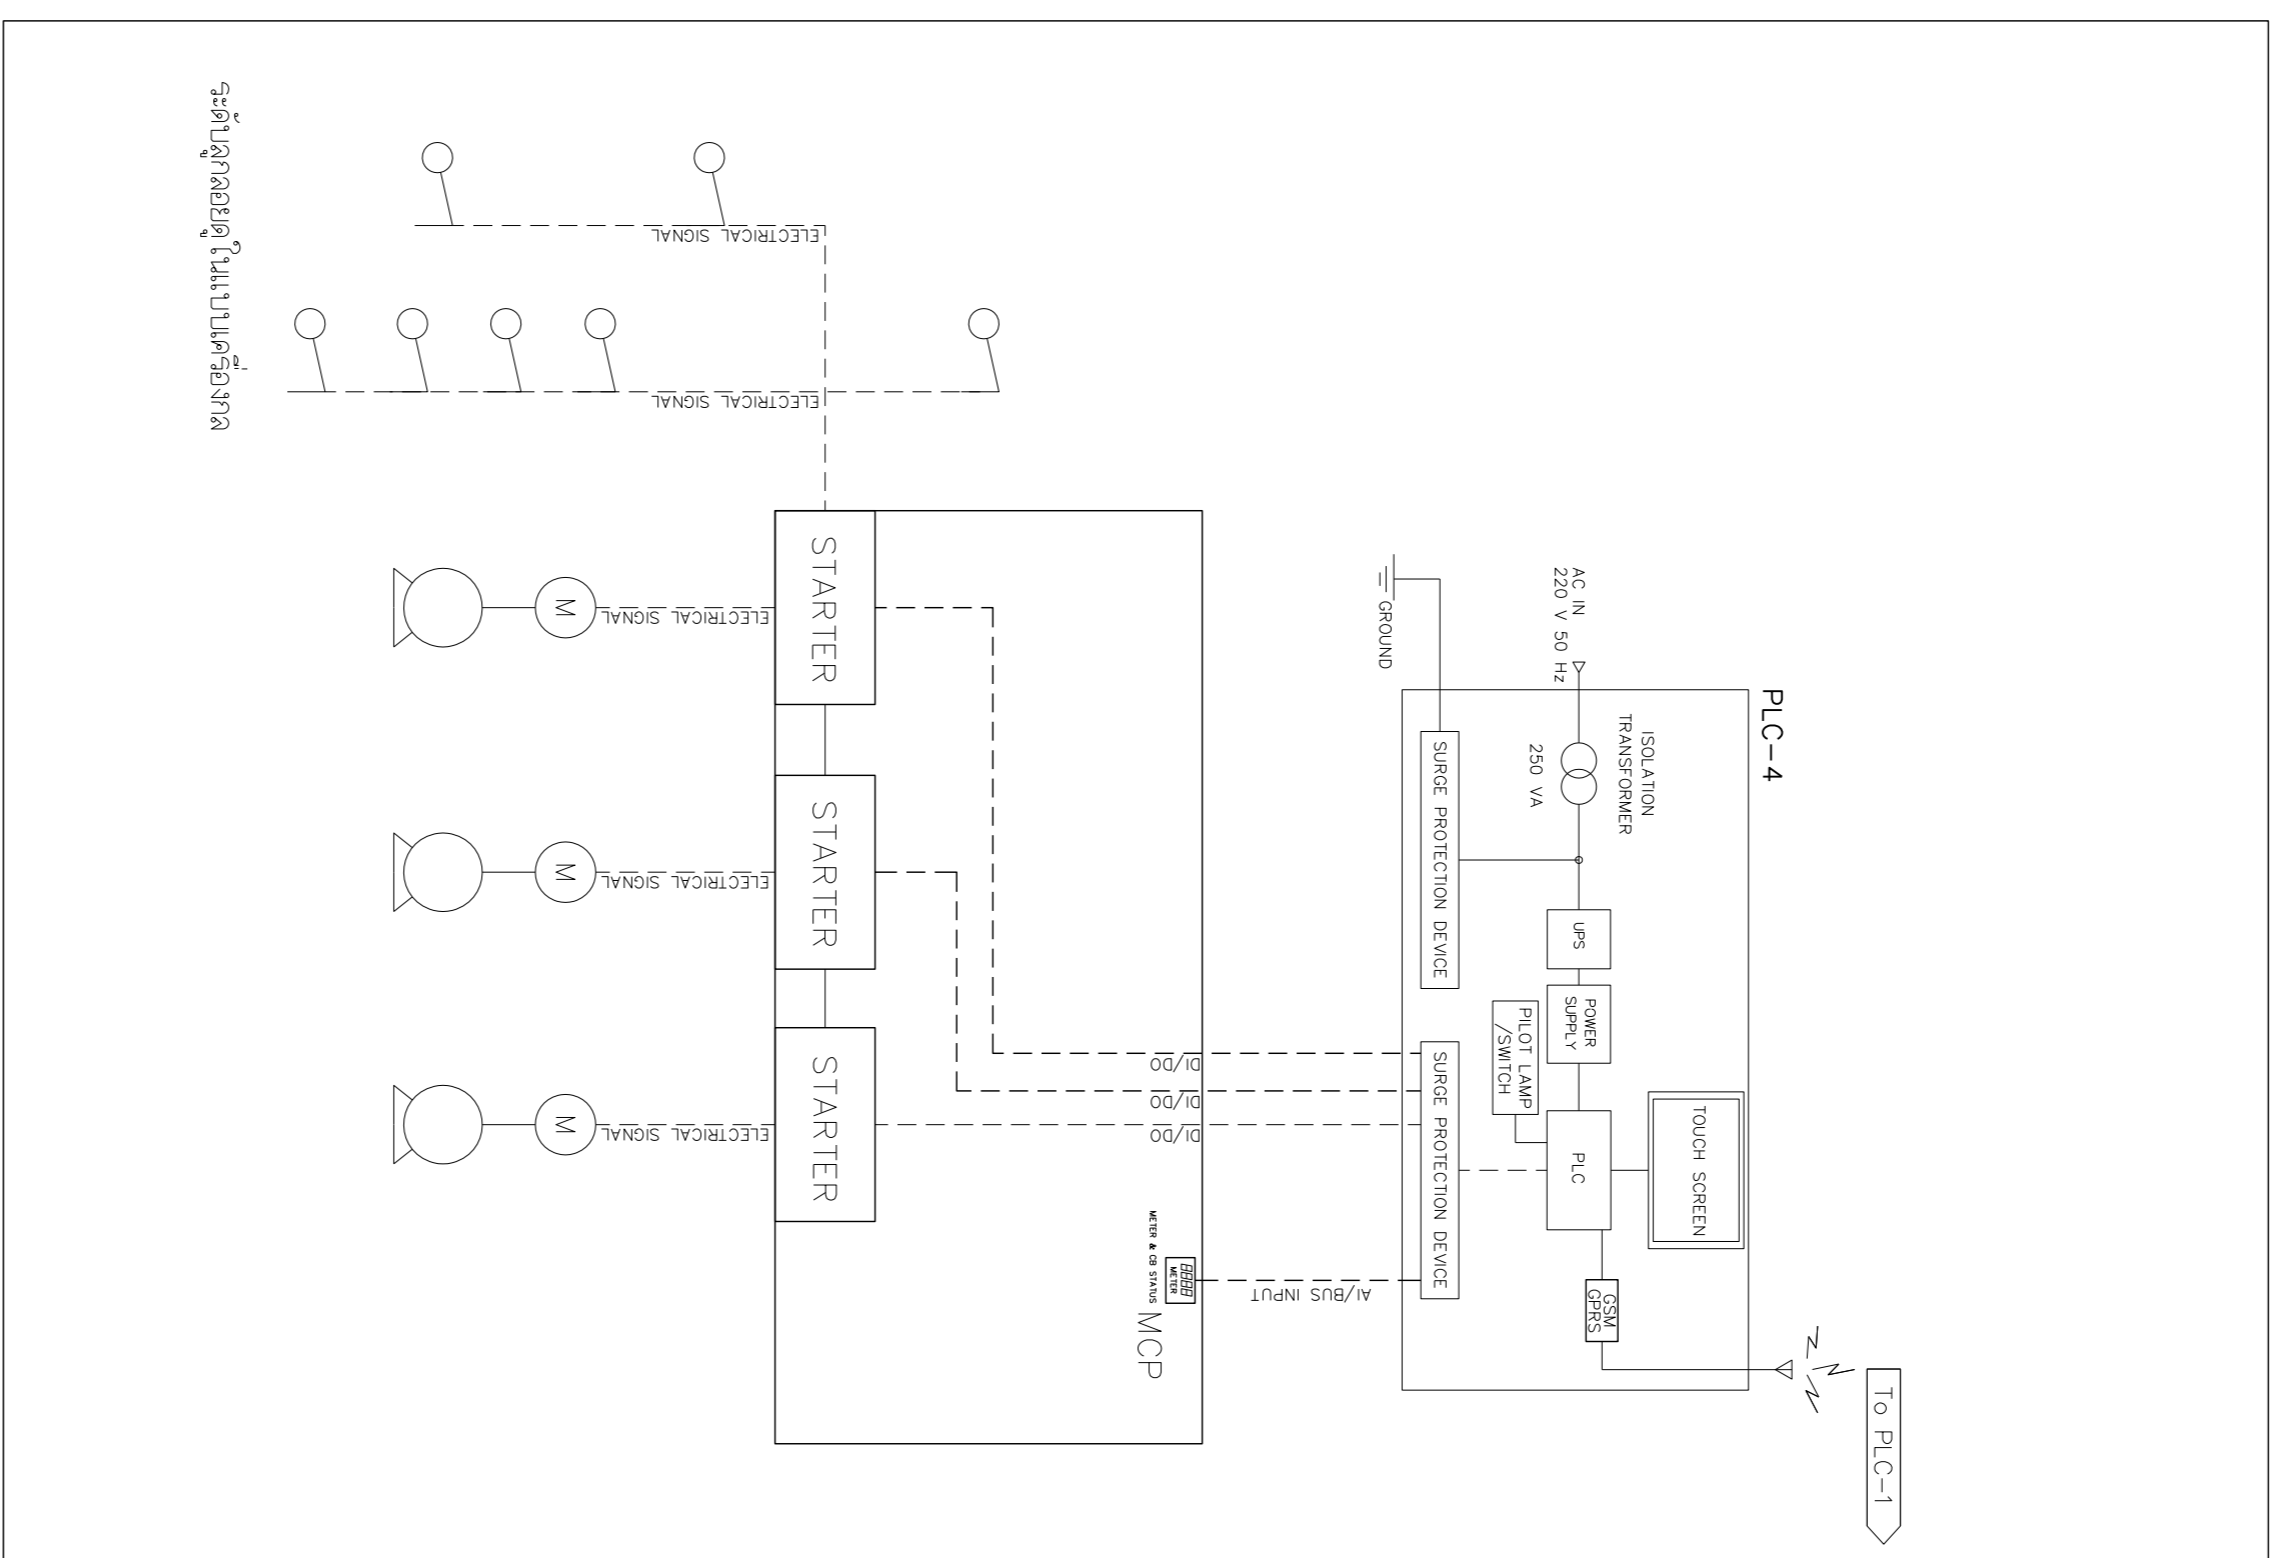 PLC-4
To PLC-1
AC IN
220 V 50 Hz
ISOLATION
TRANSFORMER
250 VA
GROUND
SURGE PROTECTION DEVICE
UPS
POWER
SUPPLY
PILOT LAMP
/SWITCH
PLC
TOUCH SCREEN
GSM
GPRS
SURGE PROTECTION DEVICE
DI/DO
DI/DO
DI/DO
AI/BUS INPUT
8888
METER
METER & CB STATUS
MCP
STARTER
STARTER
STARTER
ELECTRICAL SIGNAL
ELECTRICAL SIGNAL
ELECTRICAL SIGNAL
ELECTRICAL SIGNAL
ELECTRICAL SIGNAL
M
M
M
ระดับลูกลอยดูในแบบเครื่องกล